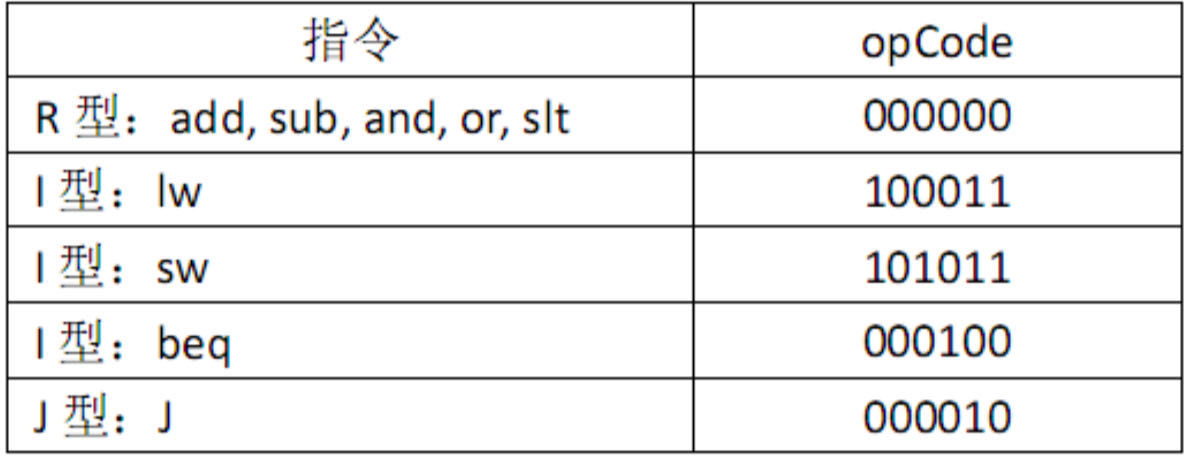 指令 opCode
R 型：add, sub, and, or, slt 000000
I 型：lw 100011
I 型：sw 101011
I 型：beq 000100
J 型：J 000010